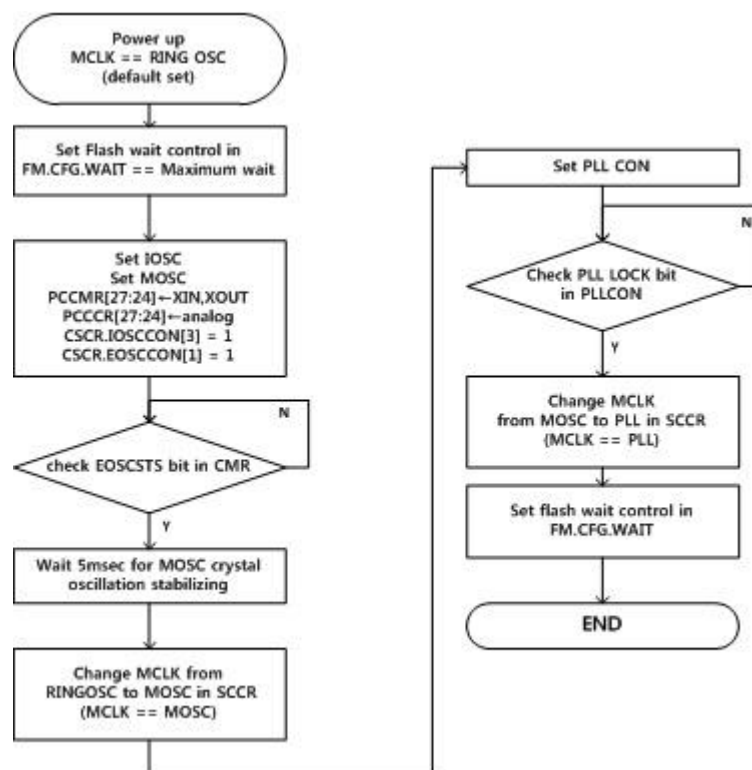 Power up
MCLK == RING OSC
(default set)
Set Flash wait control in
FM.CFG.WAIT == Maximum wait
Set IOSC
Set MOSC
PCCMR[27:24]←XIN,XOUT
PCCCR[27:24]←analog
CSCR.IOSCCON[3] = 1
CSCR.EOSCCON[1] = 1
N
check EOSCSTS bit in CMR
Y
Wait 5msec for MOSC crystal
oscillation stabilizing
Change MCLK from
RINGOSC to MOSC in SCCR
(MCLK == MOSC)
Set PLL CON
N
Check PLL LOCK bit
in PLLCON
Y
Change MCLK
from MOSC to PLL in SCCR
(MCLK == PLL)
Set flash wait control in
FM.CFG.WAIT
END